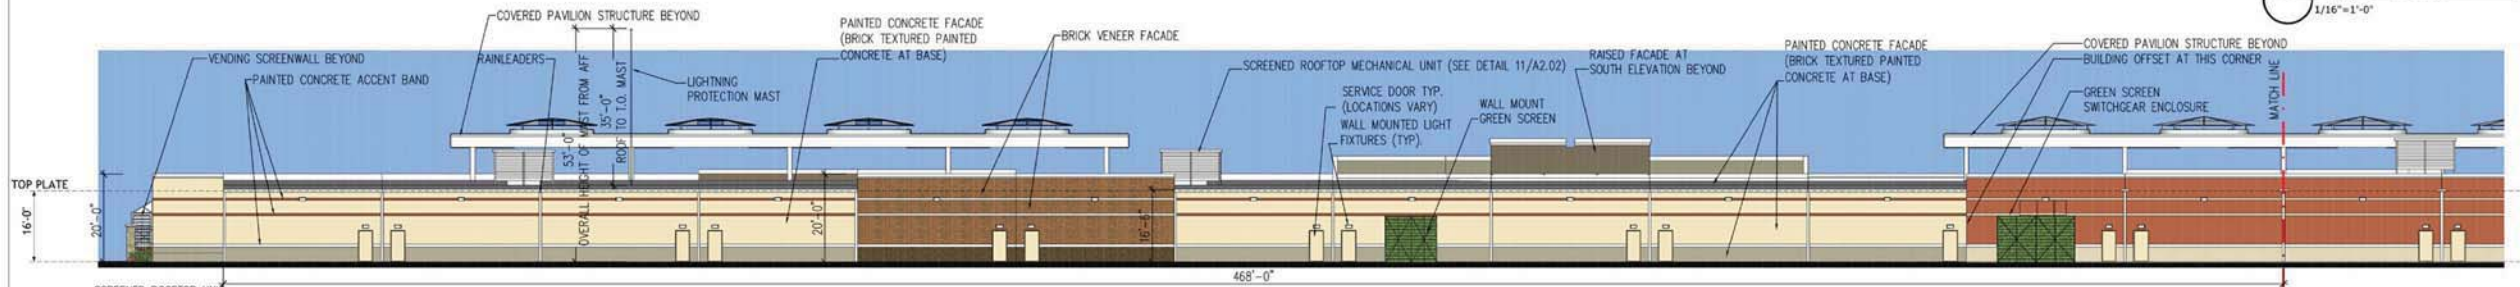 1/16"=1'-0"
COVERED PAVILION STRUCTURE BEYOND
VENDING SCREENWALL BEYOND
PAINTED CONCRETE ACCENT BAND
RAINLEADERS
53'-0"
OVERALL HEIGHT OF MAST FROM AFF
35'-0"
ROOF TO T.O. MAST
LIGHTNING
PROTECTION MAST
PAINTED CONCRETE FACADE
(BRICK TEXTURED PAINTED
CONCRETE AT BASE)
BRICK VENEER FACADE
SCREENED ROOFTOP MECHANICAL UNIT (SEE DETAIL 11/A2.02)
SERVICE DOOR TYP.
(LOCATIONS VARY)
WALL MOUNTED LIGHT
FIXTURES (TYP).
WALL MOUNT
GREEN SCREEN
RAISED FACADE AT
SOUTH ELEVATION BEYOND
PAINTED CONCRETE FACADE
(BRICK TEXTURED PAINTED
CONCRETE AT BASE)
COVERED PAVILION STRUCTURE BEYOND
BUILDING OFFSET AT THIS CORNER
GREEN SCREEN
SWITCHGEAR ENCLOSURE
MATCH LINE
TOP PLATE
16'-0"
20'-0"
20'-0"
16'-6"
468'-0"